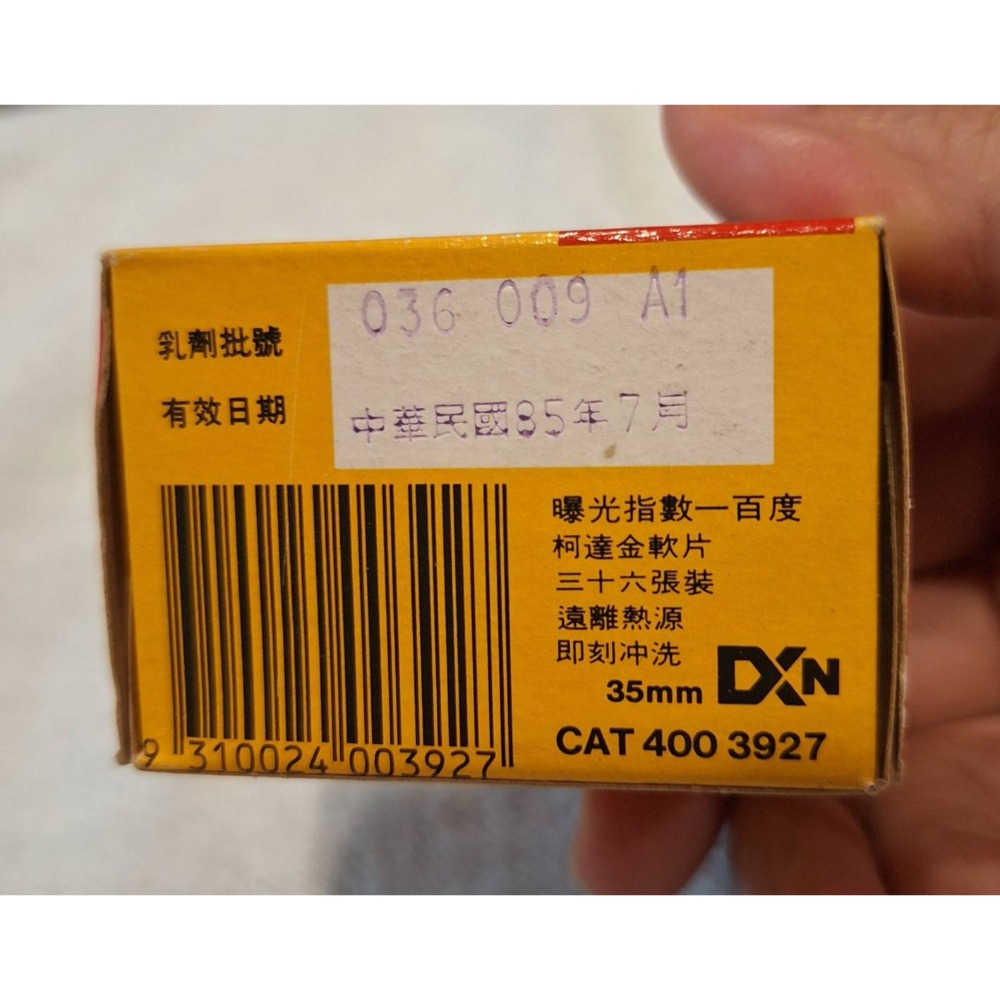 036 009 A1
乳劑批號
有效日期
中華民國85年7月
曝光指數一百度
柯達金軟片
三十六張裝
遠離熱源
即刻冲洗
35mm DXN
CAT 400 3927
9 310024 003927